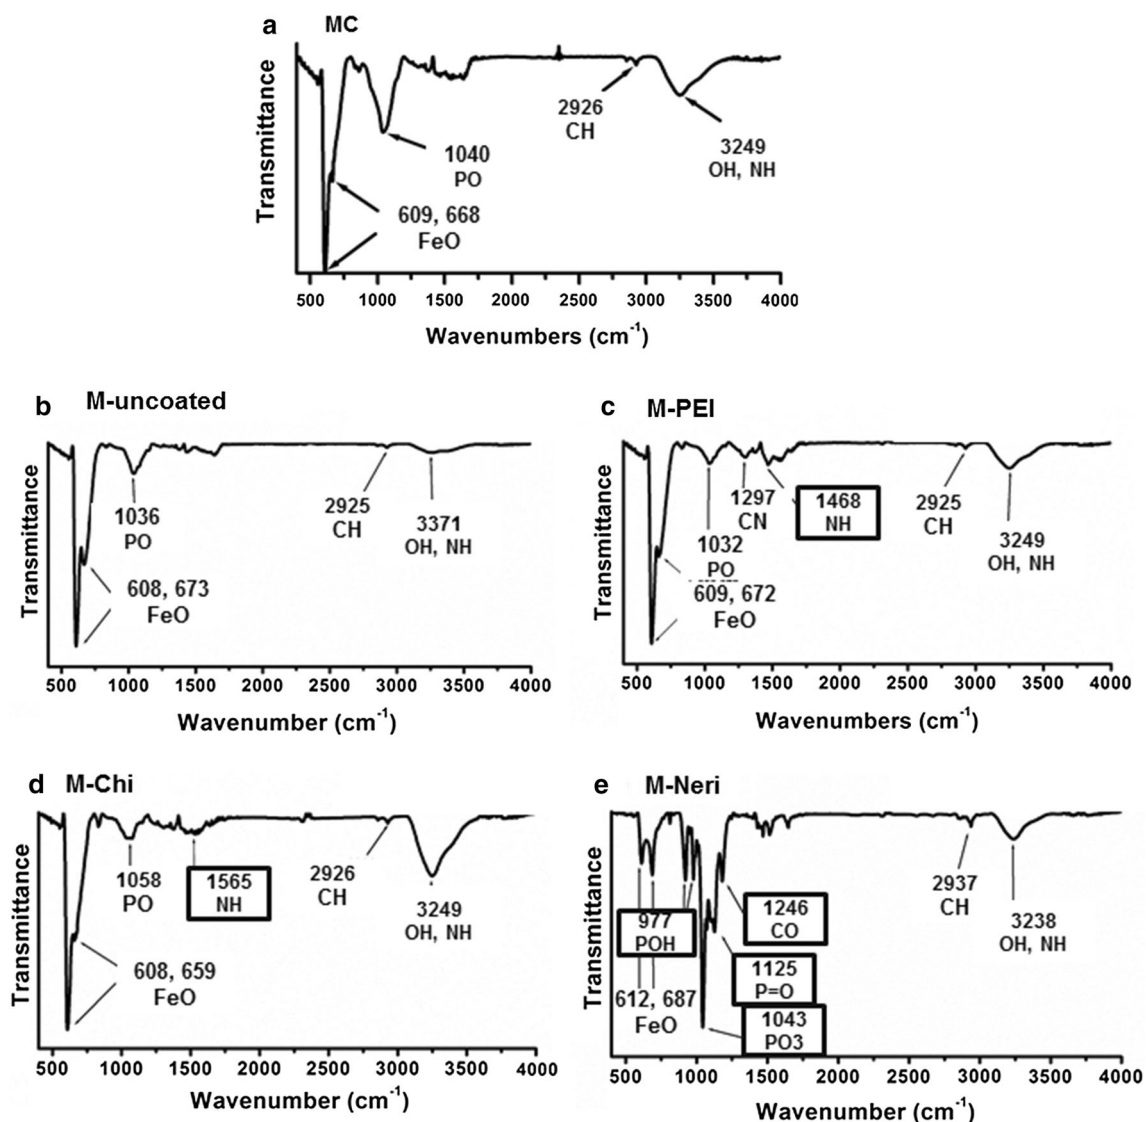 a MC
Transmittance
2926
CH
1040
PO
3249
OH, NH
609, 668
FeO
500 1000 1500 2000 2500 3000 3500 4000
Wavenumbers (cm-1)
b M-uncoated
Transmittance
1036
PO
2925
CH
3371
OH, NH
608, 673
FeO
500 1000 1500 2000 2500 3000 3500 4000
Wavenumber (cm-1)
c M-PEI
Transmittance
1297
CN
1468
NH
2925
CH
1032
PO
3249
OH, NH
609, 672
FeO
500 1000 1500 2000 2500 3000 3500 4000
Wavenumbers (cm-1)
d M-Chi
Transmittance
1058
PO
1565
NH
2926
CH
3249
OH, NH
608, 659
FeO
500 1000 1500 2000 2500 3000 3500 4000
Wavenumber (cm-1)
e M-Neri
Transmittance
977
POH
1246
CO
2937
CH
3238
OH, NH
1125
P=O
612, 687
FeO
1043
PO3
500 1000 1500 2000 2500 3000 3500 4000
Wavenumber (cm-1)